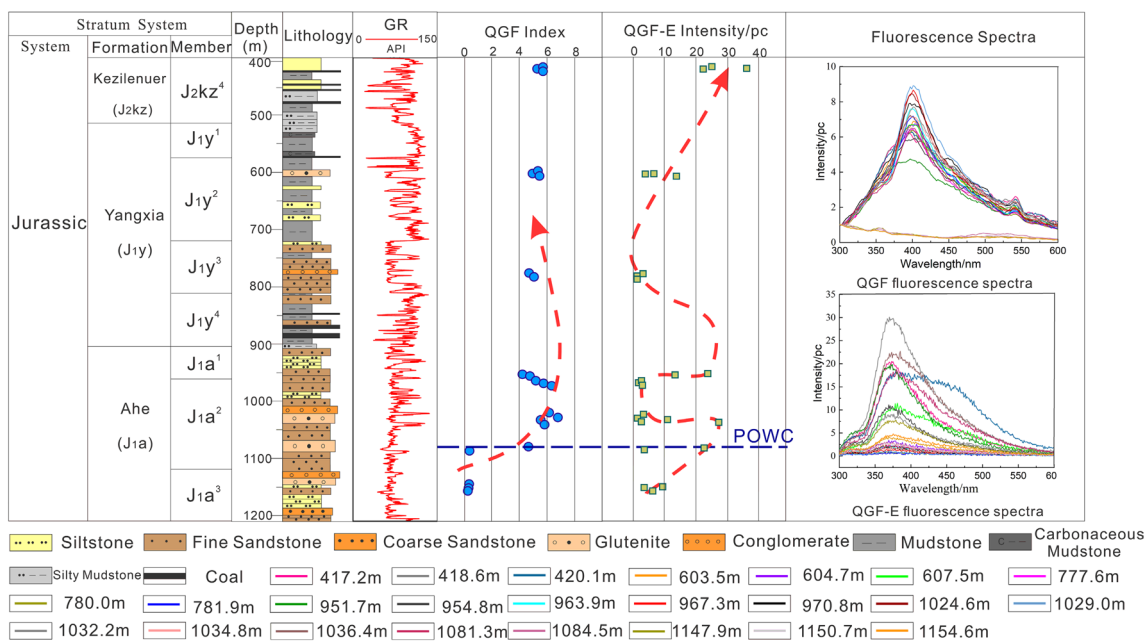 Stratum System
System
Formation
Member
Depth
(m)
Lithology
GR
0
150
API
QGF Index
0 2 4 6 8
QGF-E Intensity/pc
0 10 20 30 40
Fluorescence Spectra
Jurassic
Kezilenuer
(J2kz)
Yangxia
(J1y)
Ahe
(J1a)
J2kz⁴
J1y¹
J1y²
J1y³
J1y⁴
J1a¹
J1a²
J1a³
400
500
600
700
800
900
1000
1100
1200
POWC
10
8
6
4
2
0
Intensity/pc
300 350 400 450 500 550 600
Wavelength/nm
QGF fluorescence spectra
35
30
25
20
15
10
5
0
Intensity/pc
300 350 400 450 500 550 600
Wavelength/nm
QGF-E fluorescence spectra
Siltstone Fine Sandstone Coarse Sandstone Glutenite Conglomerate Mudstone Carbonaceous
Mudstone
Silty Mudstone Coal 417.2m 418.6m 420.1m 603.5m 604.7m 607.5m 777.6m
780.0m 781.9m 951.7m 954.8m 963.9m 967.3m 970.8m 1024.6m 1029.0m
1032.2m 1034.8m 1036.4m 1081.3m 1084.5m 1147.9m 1150.7m 1154.6m